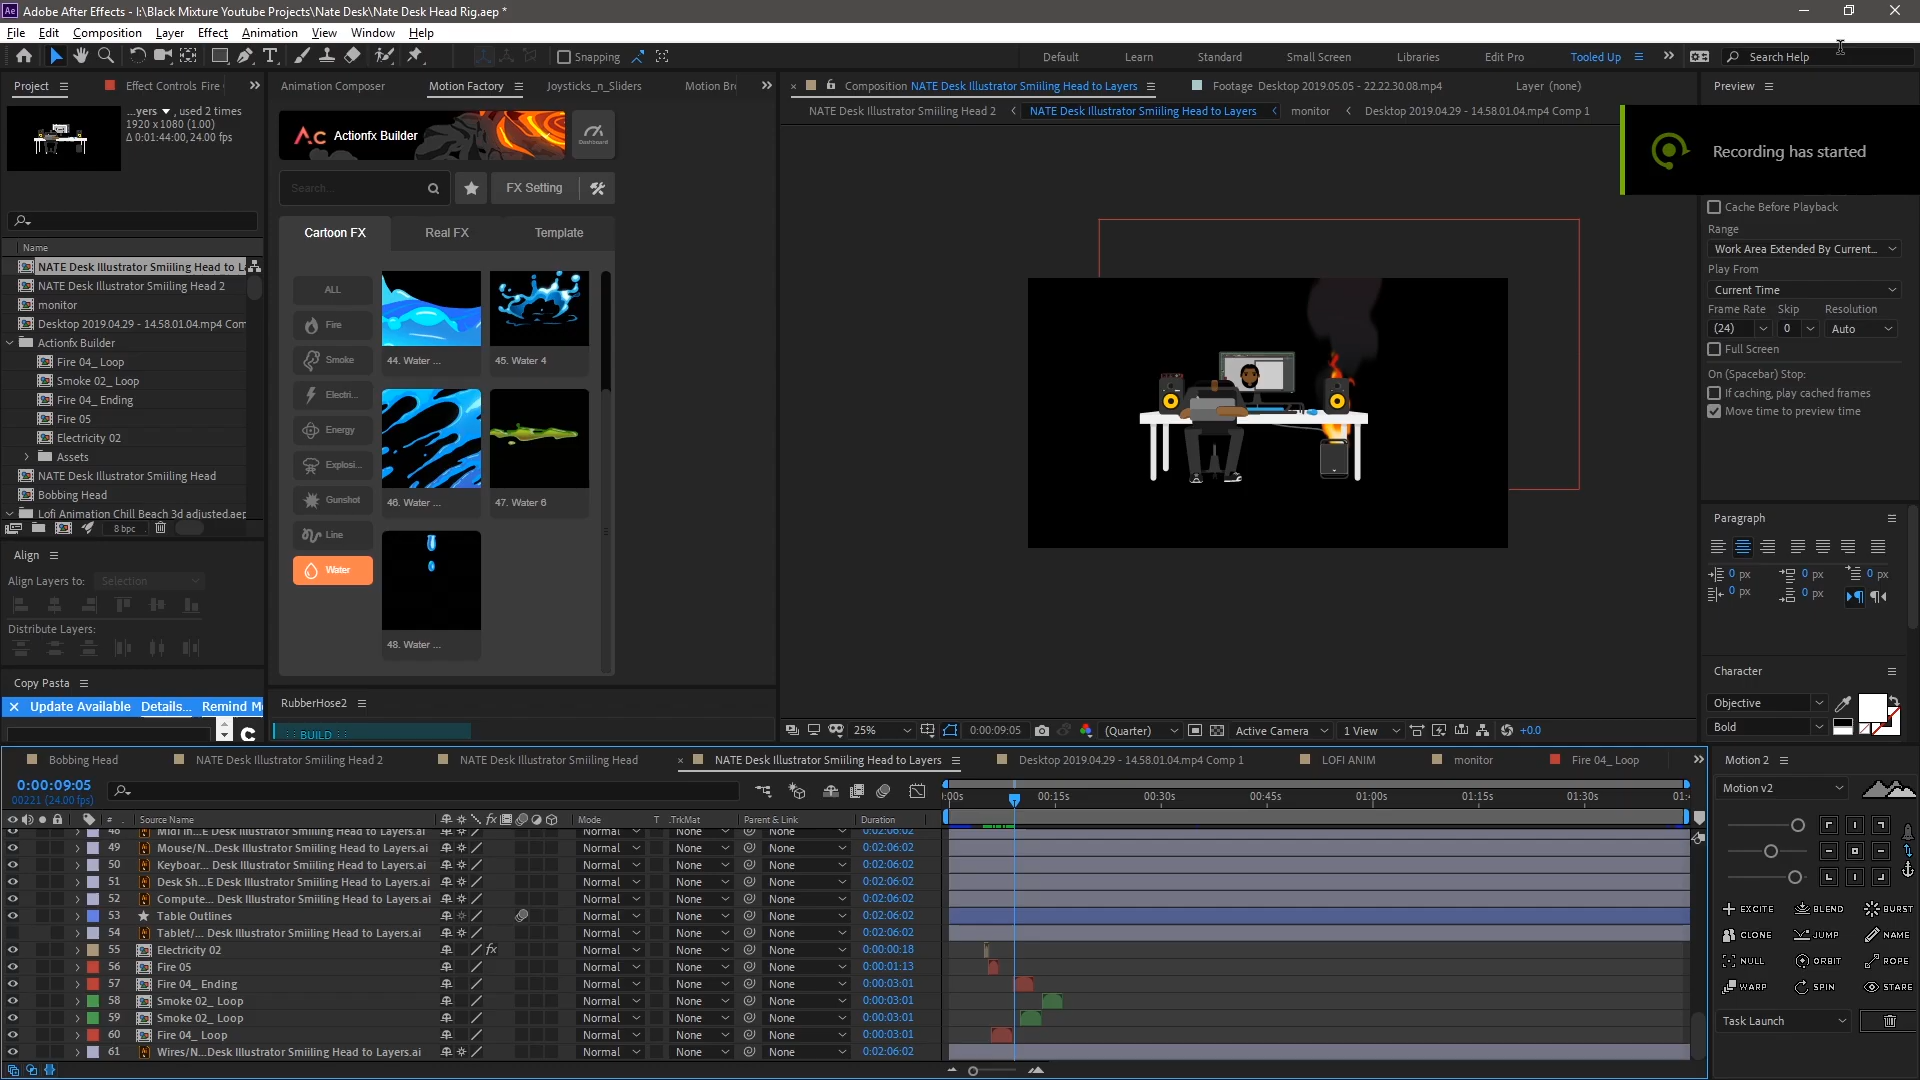 Adobe After Effects - I:\Black Mixture Youtube Projects\Nate Desk\Nate Desk Head Rig.aep *
File Edit Composition Layer Effect Animation View Window Help
Snapping
Default Learn Standard Small Screen Libraries Edit Pro Tooled Up Search Help
Project Effect Controls Fire
...yers, used 2 times
1920 x 1080 (1.00)
Δ 0:01:44:00, 24.00 fps
Name
NATE Desk Illustrator Smiiling Head to L
NATE Desk Illustrator Smiiling Head 2
monitor
Desktop 2019.04.29 - 14.58.01.04.mp4 Com
Actionfx Builder
Fire 04_ Loop
Smoke 02_ Loop
Fire 04_ Ending
Fire 05
Electricity 02
Assets
NATE Desk Illustrator Smiiling Head
Bobbing Head
Lofi Animation Chill Beach 3d adjusted.aep
8 bpc
Align
Align Layers to: Selection
Distribute Layers:
Copy Pasta
Update Available Details... Remind M
Animation Composer Motion Factory Joysticks_n_Sliders Motion Br
Actionfx Builder
Dashboard
Search... FX Setting
Cartoon FX Real FX Template
ALL
Fire
Smoke
Electri...
Energy
Explosi...
Gunshot
Line
Water
44. Water ... 45. Water 4
46. Water ... 47. Water 6
48. Water ...
RubberHose2
:: BUILD ::
Composition NATE Desk Illustrator Smiiling Head to Layers Footage Desktop 2019.05.05 - 22.22.30.08.mp4 Layer (none)
NATE Desk Illustrator Smiiling Head 2 NATE Desk Illustrator Smiiling Head to Layers monitor Desktop 2019.04.29 - 14.58.01.04.mp4 Comp 1
25% 0:00:09:05 (Quarter) Active Camera 1 View +0.0
Preview
Recording has started
Cache Before Playback
Range
Work Area Extended By Current...
Play From
Current Time
Frame Rate Skip Resolution
(24) 0 Auto
Full Screen
On (Spacebar) Stop:
If caching, play cached frames
Move time to preview time
Paragraph
0 px 0 px 0 px
0 px 0 px
Character
Objective
Bold
Bobbing Head NATE Desk Illustrator Smiiling Head 2 NATE Desk Illustrator Smiiling Head NATE Desk Illustrator Smiiling Head to Layers Desktop 2019.04.29 - 14.58.01.04.mp4 Comp 1 LOFI ANIM monitor Fire 04_ Loop
0:00:09:05
00221 (24.00 fps)
:00s 00:15s 00:30s 00:45s 01:00s 01:15s 01:30s 01:4
# Source Name Mode T .TrkMat Parent & Link Duration
48 Midi In...E Desk Illustrator Smiiling Head to Layers.ai Normal None None 0:02:06:02
49 Mouse/N...Desk Illustrator Smiiling Head to Layers.ai Normal None None 0:02:06:02
50 Keyboar... Desk Illustrator Smiiling Head to Layers.ai Normal None None 0:02:06:02
51 Desk Sh...E Desk Illustrator Smiiling Head to Layers.ai Normal None None 0:02:06:02
52 Compute... Desk Illustrator Smiiling Head to Layers.ai Normal None None 0:02:06:02
53 Table Outlines Normal None None 0:02:06:02
54 Tablet/... Desk Illustrator Smiiling Head to Layers.ai Normal None None 0:02:06:02
55 Electricity 02 fx Normal None None 0:00:00:18
56 Fire 05 Normal None None 0:00:01:13
57 Fire 04_ Ending Normal None None 0:00:03:01
58 Smoke 02_ Loop Normal None None 0:00:03:01
59 Smoke 02_ Loop Normal None None 0:00:03:01
60 Fire 04_ Loop Normal None None 0:00:03:01
61 Wires/N...Desk Illustrator Smiiling Head to Layers.ai Normal None None 0:02:06:02
Motion 2
Motion v2
EXCITE BLEND BURST
CLONE JUMP NAME
NULL ORBIT ROPE
WARP SPIN STARE
Task Launch